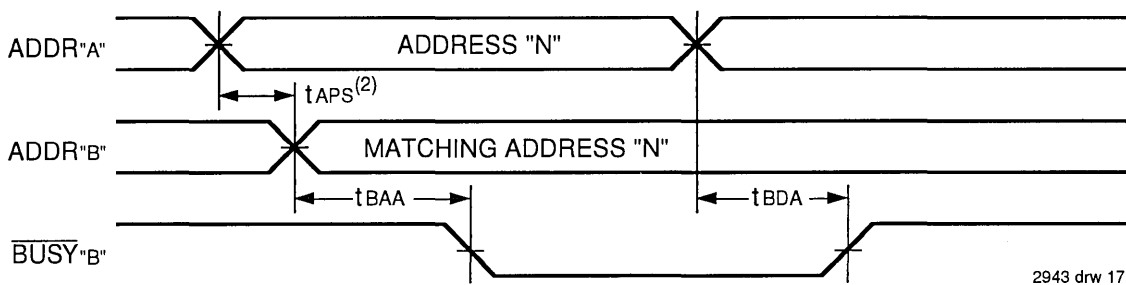 ADDR"A" ADDRESS "N"
tAPS(2)
ADDR"B" MATCHING ADDRESS "N"
tBAA tBDA
BUSY"B"
2943 drw 17